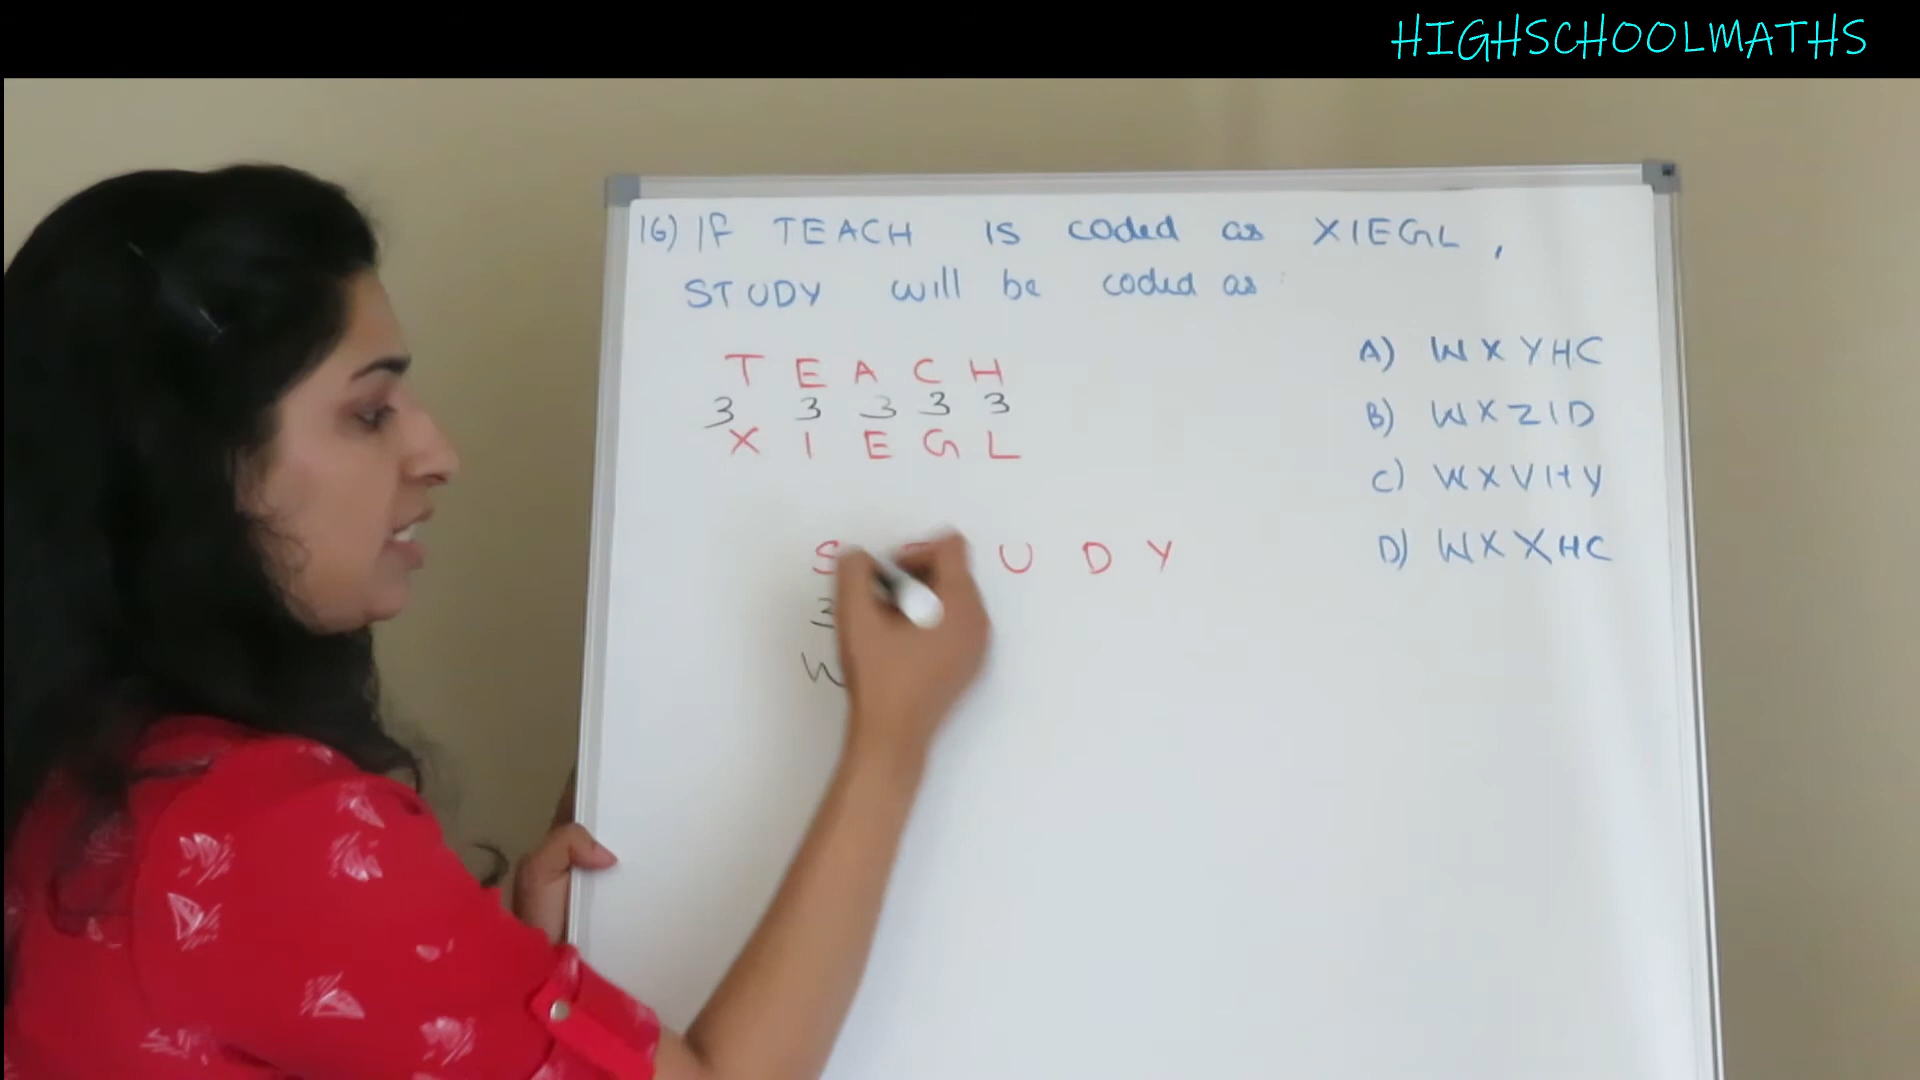 HIGHSCHOOLMATHS
16) If TEACH is coded as XIEGL,
STUDY will be coded as
T E A C H
3 3 3 3 3
X I E G L
A) WXYHC
B) WXZID
C) WXVHY
D) WXXHC
S U D Y
3
W